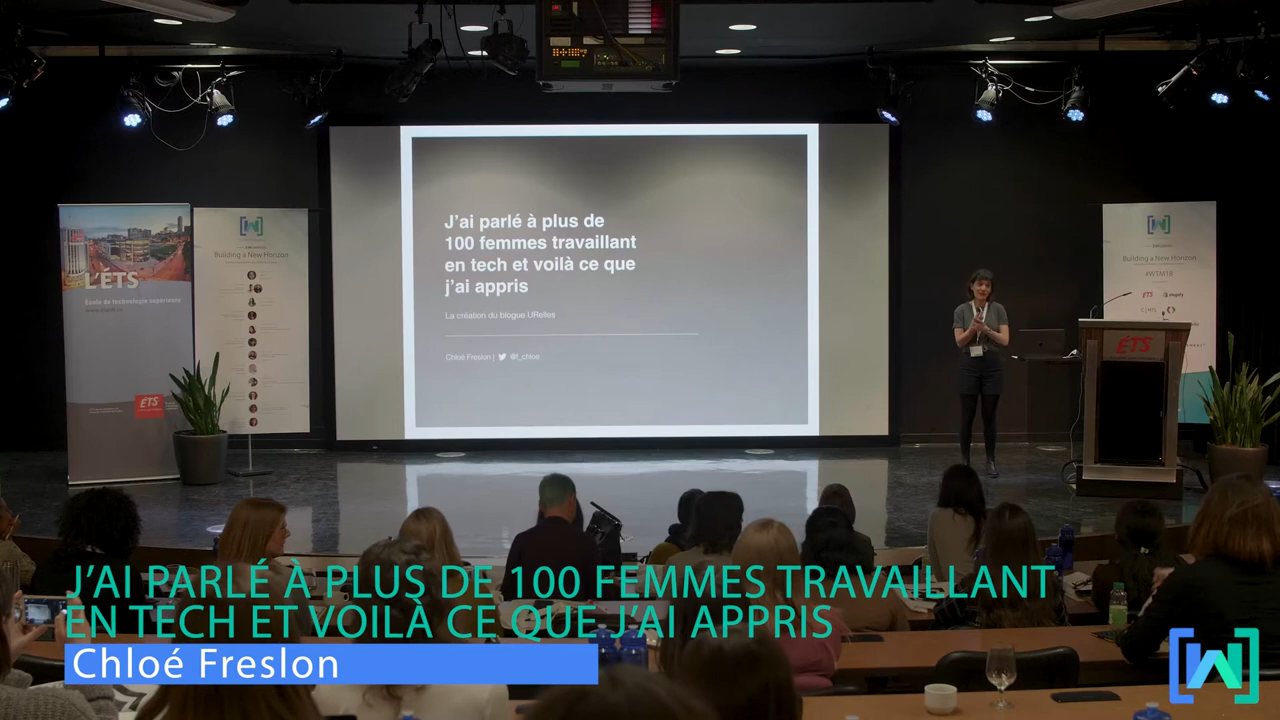 J'ai parlé à plus de
100 femmes travaillant
en tech et voilà ce que
j'ai appris
La création du blogue URelles
Chloé Freslon | @l_chloe
L'ÉTS
École de technologie supérieure
ÉTS
Building a New Horizon
Building a New Horizon
#WTM18
ÉTS
shopify
ÉTS
J'AI PARLÉ À PLUS DE 100 FEMMES TRAVAILLANT
EN TECH ET VOILÀ CE QUE J'AI APPRIS
Chloé Freslon
W